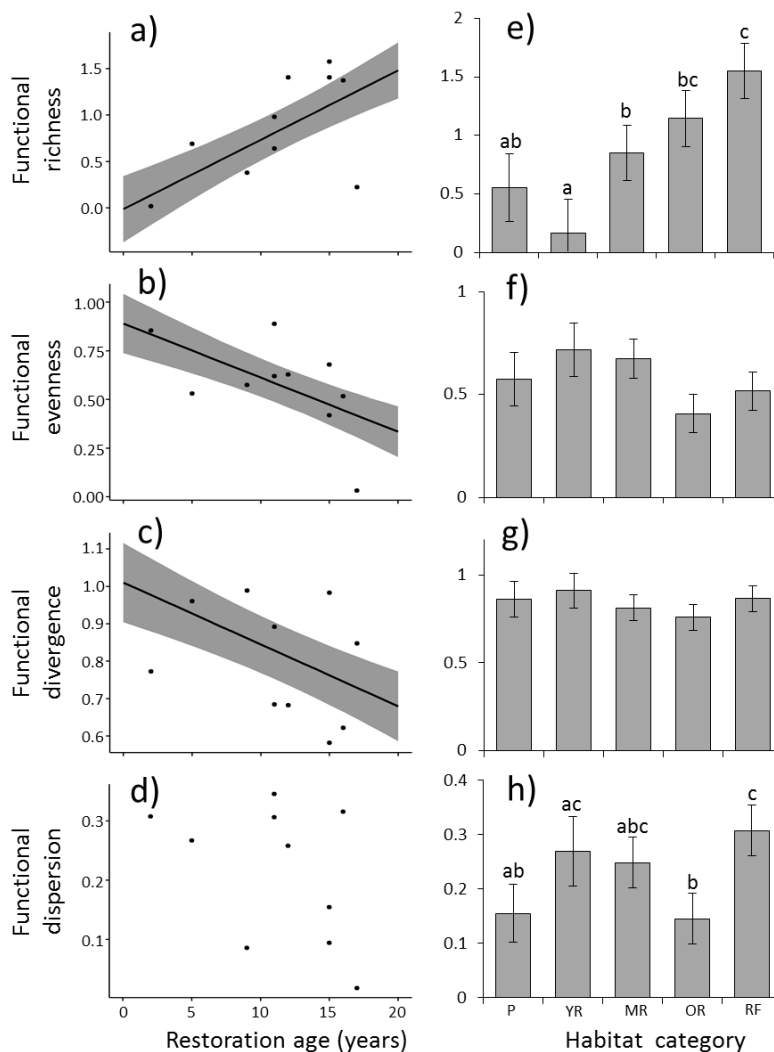 a)
Functional
richness
1.5
1.0
0.5
0.0
e)
2
1.5
1
0.5
0
ab
a
b
bc
c
b)
Functional
evenness
1.00
0.75
0.50
0.25
0.00
f)
1
0.5
0
c)
Functional
divergence
1.1
1.0
0.9
0.8
0.7
0.6
g)
1
0.5
0
d)
Functional
dispersion
0.3
0.2
0.1
0 5 10 15 20
Restoration age (years)
h)
0.4
0.3
0.2
0.1
0
ab
ac
abc
b
c
P YR MR OR RF
Habitat category